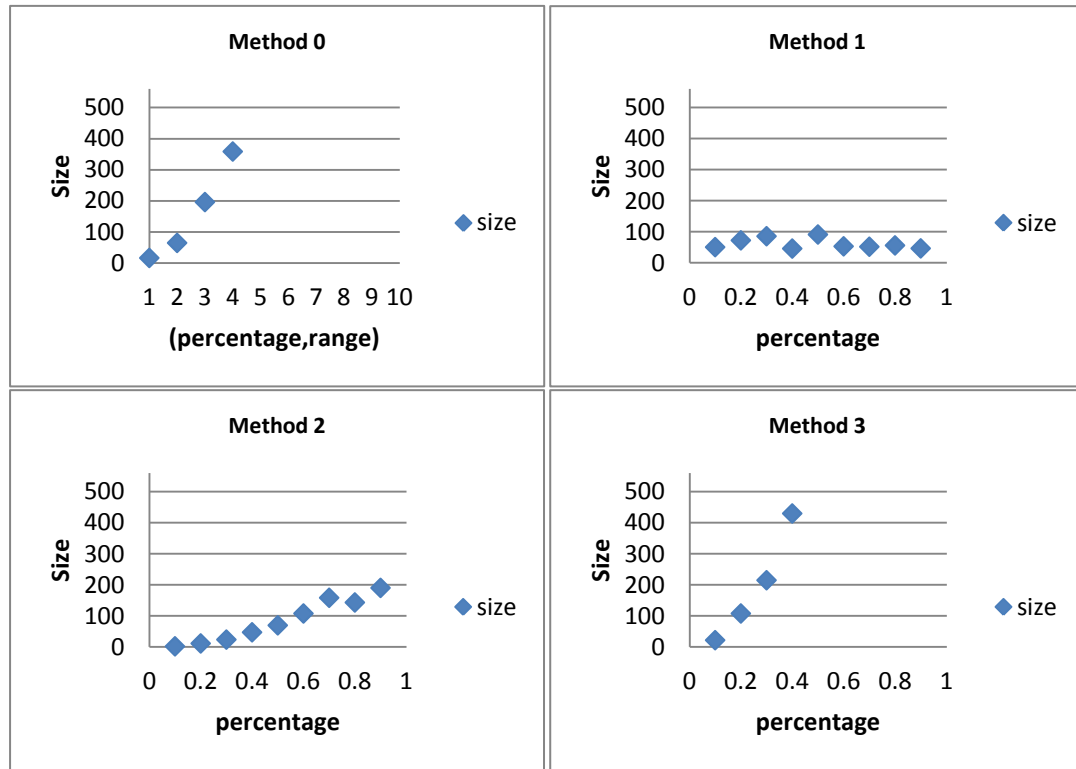 Method 0
500
400
300
200
100
0
Size
1 2 3 4 5 6 7 8 9 10
(percentage,range)
size
Method 1
500
400
300
200
100
0
Size
0 0.2 0.4 0.6 0.8 1
percentage
size
Method 2
500
400
300
200
100
0
Size
0 0.2 0.4 0.6 0.8 1
percentage
size
Method 3
500
400
300
200
100
0
Size
0 0.2 0.4 0.6 0.8 1
percentage
size